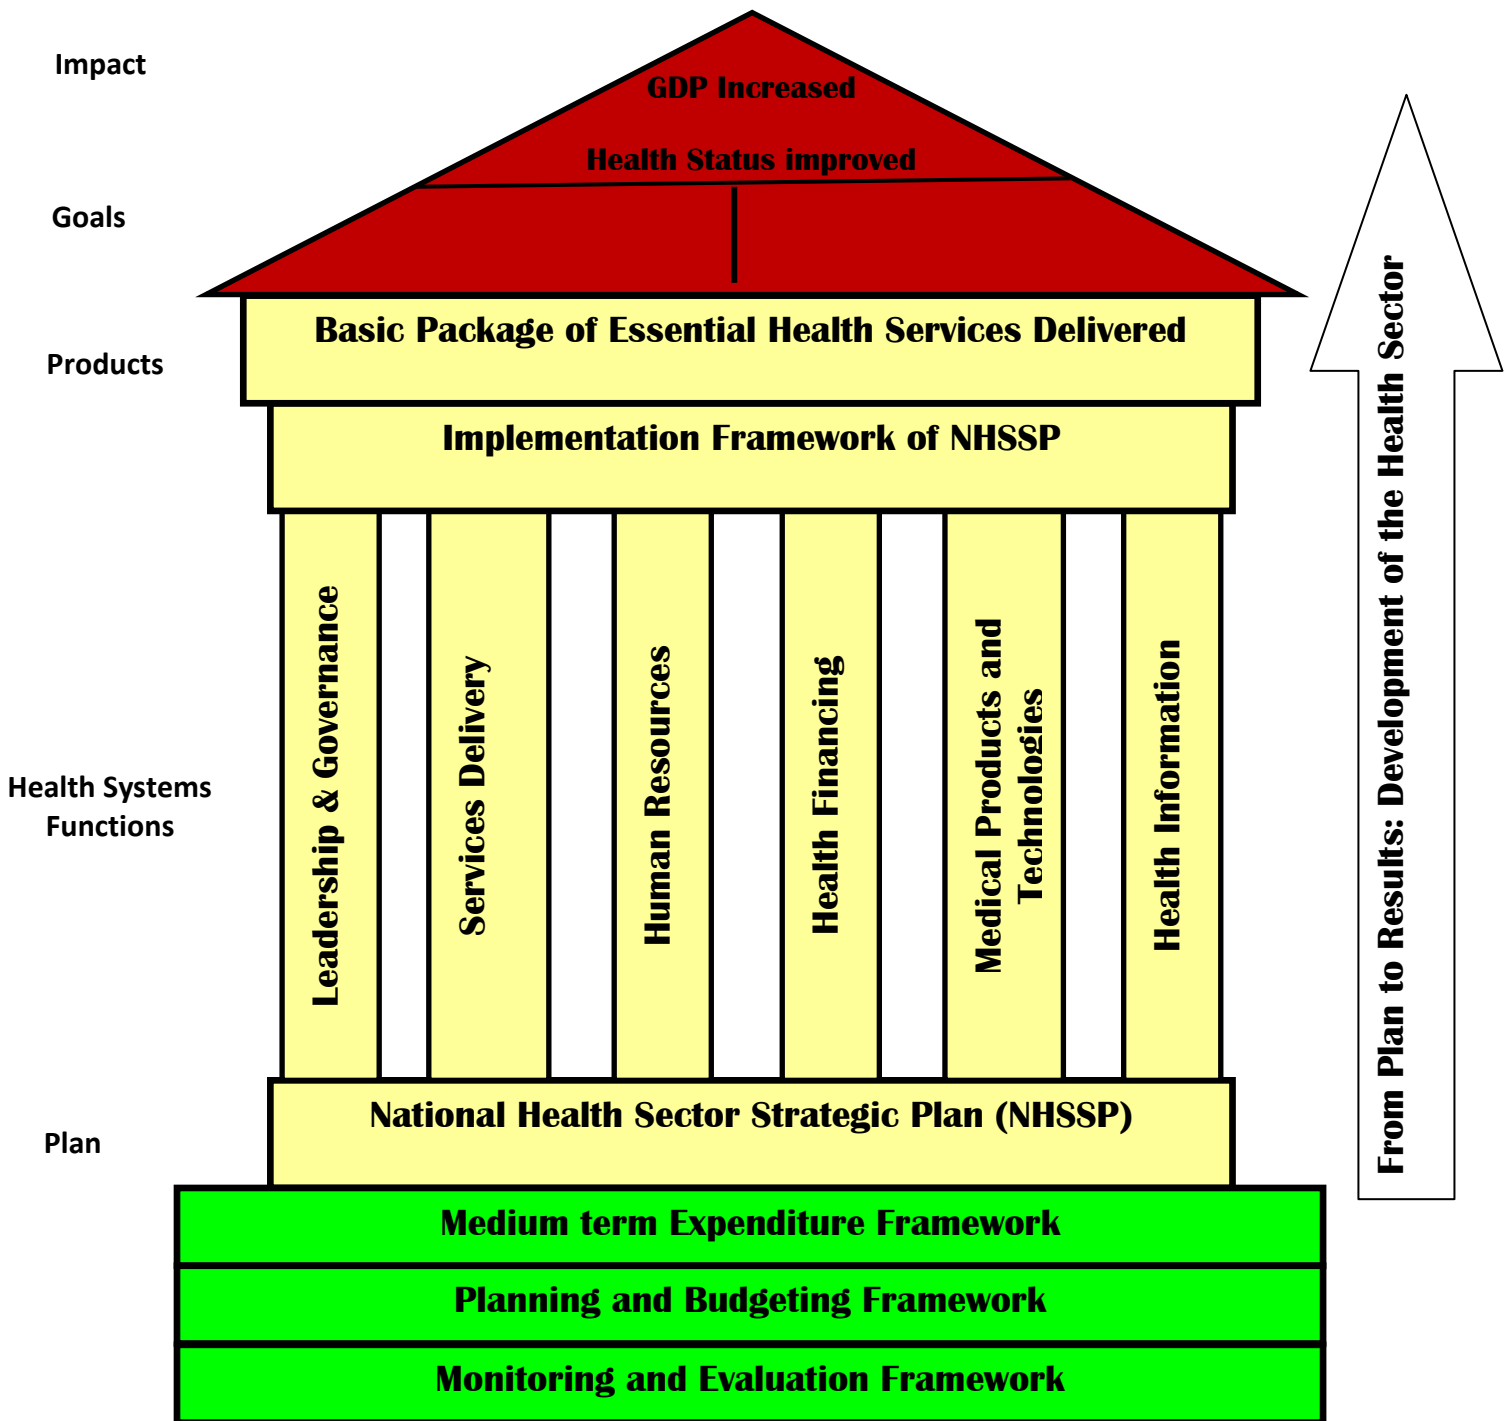 Impact
GDP Increased
Health Status improved
Goals
Basic Package of Essential Health Services Delivered
Products
Implementation Framework of NHSSP
Health Systems
Functions
Leadership & Governance
Services Delivery
Human Resources
Health Financing
Medical Products and
Technologies
Health Information
From Plan to Results: Development of the Health Sector
National Health Sector Strategic Plan (NHSSP)
Plan
Medium term Expenditure Framework
Planning and Budgeting Framework
Monitoring and Evaluation Framework